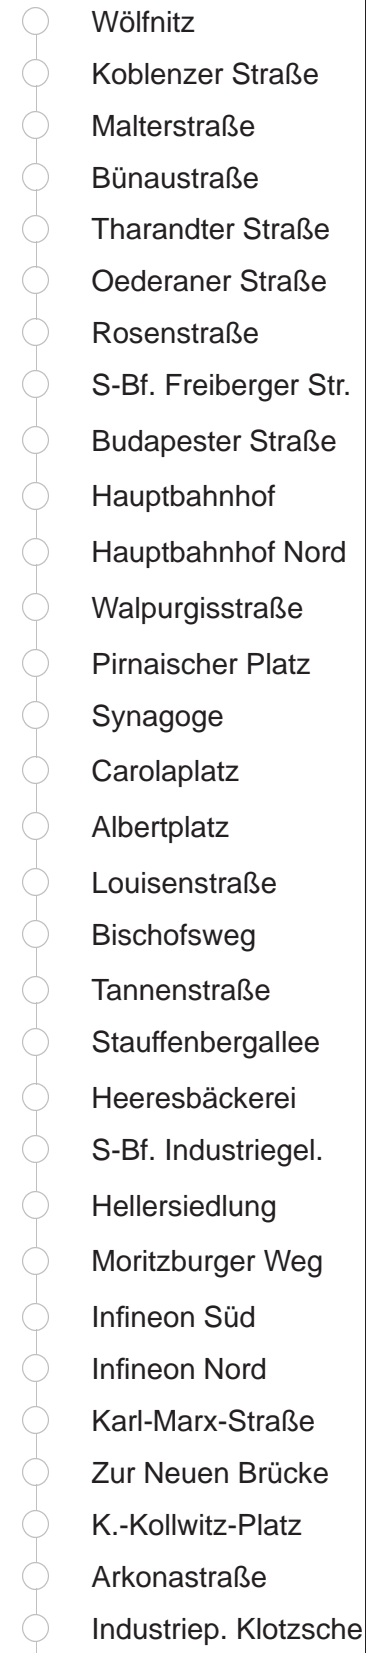 Wölfnitz
Koblenzer Straße
Malterstraße
Bünaustraße
Tharandter Straße
Oederaner Straße
Rosenstraße
S-Bf. Freiberger Str.
Budapester Straße
Hauptbahnhof
Hauptbahnhof Nord
Walpurgisstraße
Pirnaischer Platz
Synagoge
Carolaplatz
Albertplatz
Louisenstraße
Bischofsweg
Tannenstraße
Stauffenbergallee
Heeresbäckerei
S-Bf. Industriegel.
Hellersiedlung
Moritzburger Weg
Infineon Süd
Infineon Nord
Karl-Marx-Straße
Zur Neuen Brücke
K.-Kollwitz-Platz
Arkonastraße
Industriep. Klotzsche